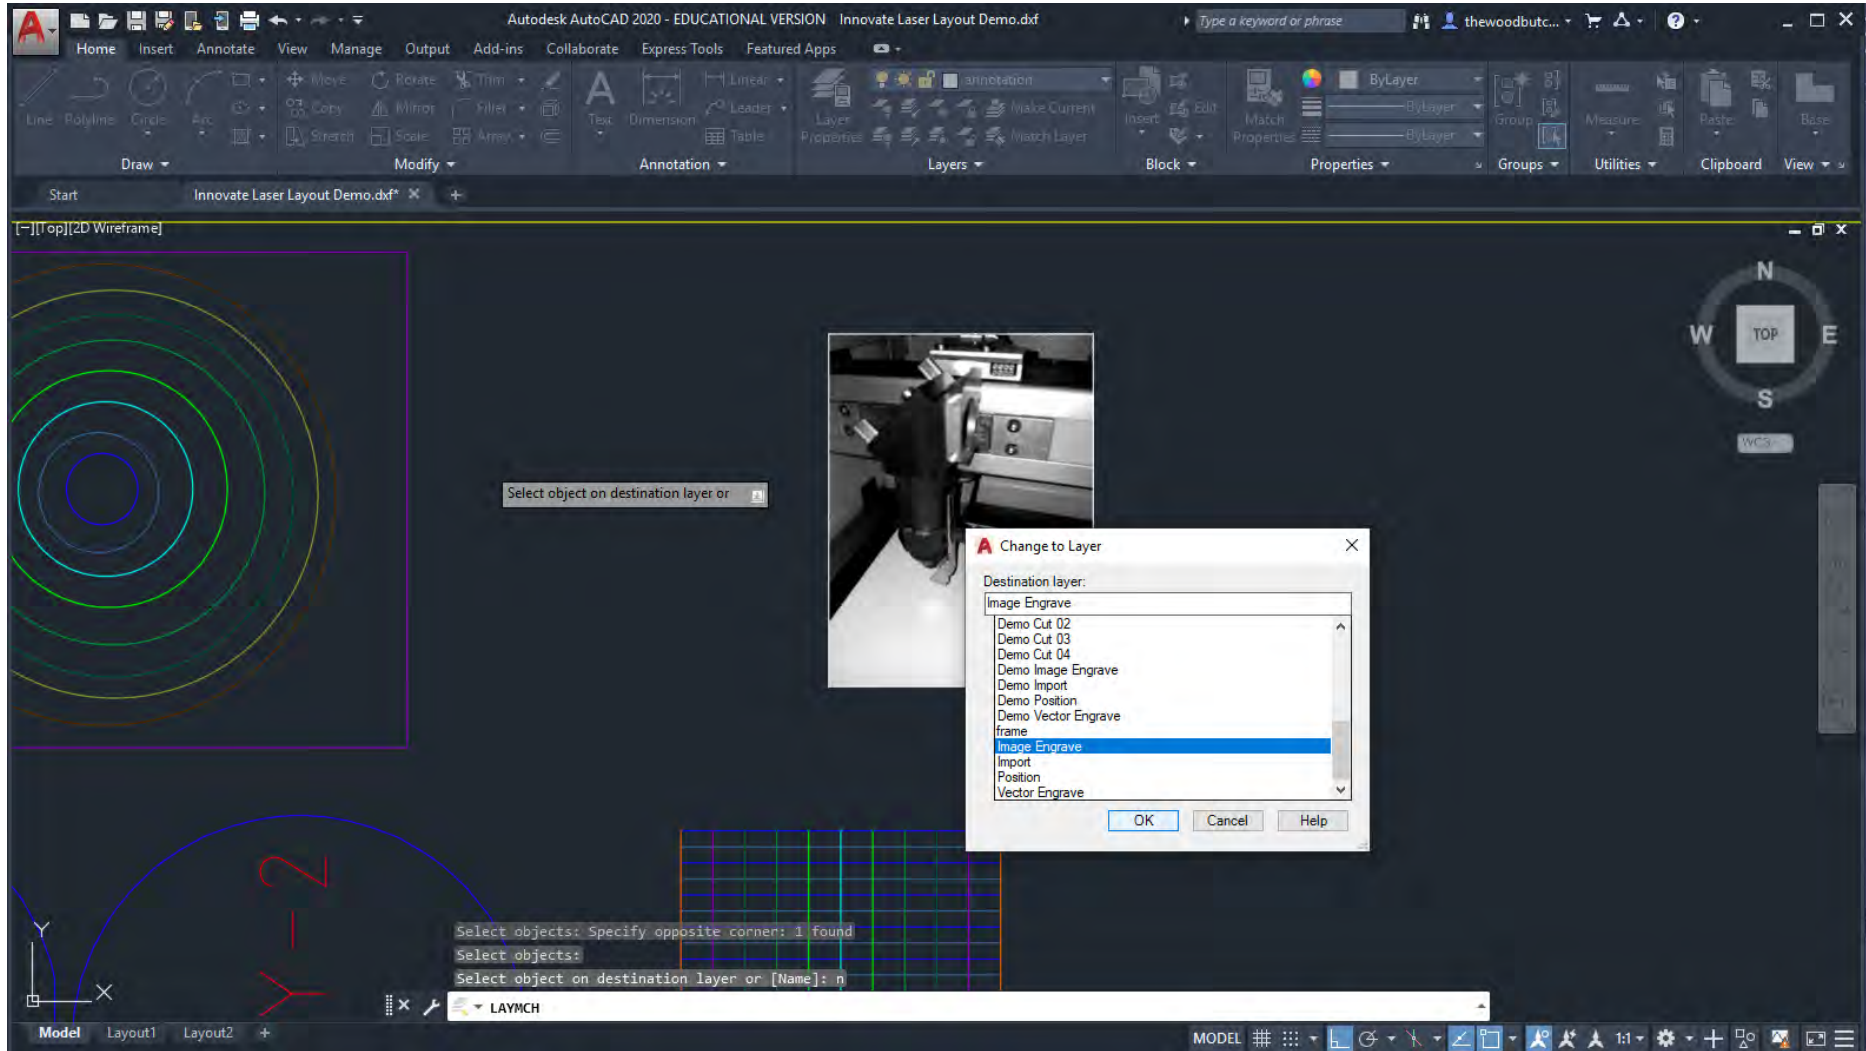 Autodesk AutoCAD 2020 - EDUCATIONAL VERSION Innovate Laser Layout Demo.dxf
Type a keyword or phrase
thewoodbutc...
Home Insert Annotate View Manage Output Add-ins Collaborate Express Tools Featured Apps
Line Polyline Circle Arc
Move Rotate Trim
Copy Mirror Fillet
Stretch Scale Array
Text Dimension
Linear
Leader
Table
Layer Properties
annotation
Make Current
Match Layer
Insert
Edit
Match Properties
ByLayer
ByLayer
ByLayer
Group
Measure
Paste
Base
Draw Modify Annotation Layers Block Properties Groups Utilities Clipboard View
Start Innovate Laser Layout Demo.dxf*
[−][Top][2D Wireframe]
N
W TOP E
S
WCS
Select object on destination layer or
Change to Layer
Destination layer:
Image Engrave
Demo Cut 02
Demo Cut 03
Demo Cut 04
Demo Image Engrave
Demo Import
Demo Position
Demo Vector Engrave
frame
Image Engrave
Import
Position
Vector Engrave
OK Cancel Help
Y-2
Y
X
Select objects: Specify opposite corner: 1 found
Select objects:
Select object on destination layer or [Name]: n
LAYMCH
Model Layout1 Layout2 +
MODEL 1:1